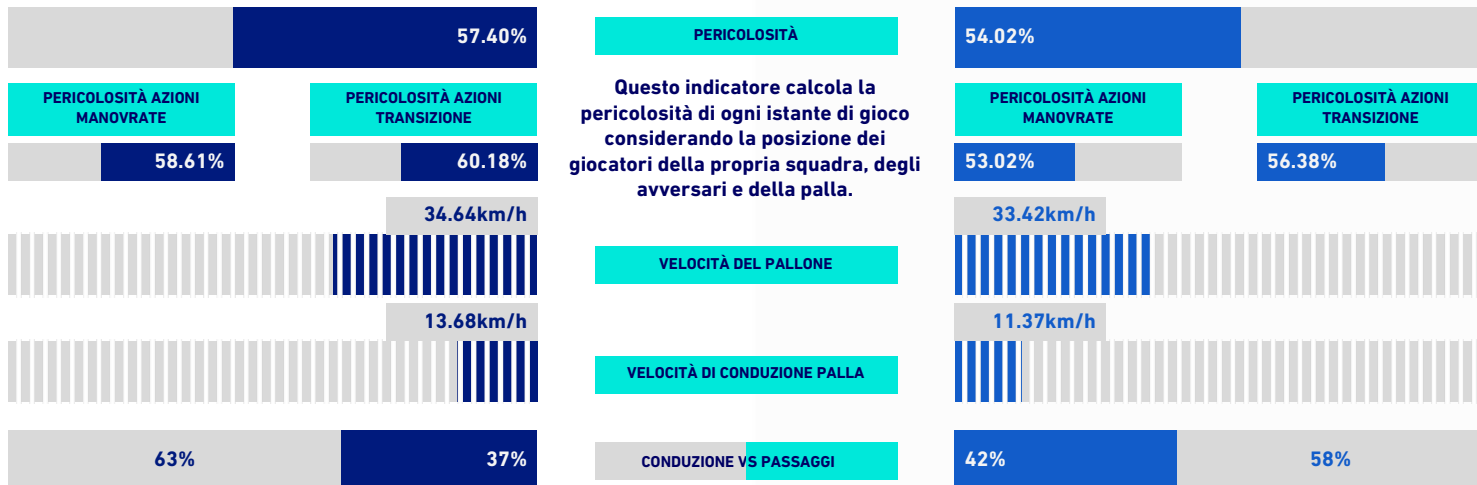 57.40%
PERICOLOSITÀ
54.02%
PERICOLOSITÀ AZIONI
MANOVRATE
PERICOLOSITÀ AZIONI
TRANSIZIONE
58.61%
60.18%
Questo indicatore calcola la
pericolosità di ogni istante di gioco
considerando la posizione dei
giocatori della propria squadra, degli
avversari e della palla.
PERICOLOSITÀ AZIONI
MANOVRATE
PERICOLOSITÀ AZIONI
TRANSIZIONE
53.02%
56.38%
34.64km/h
VELOCITÀ DEL PALLONE
33.42km/h
13.68km/h
VELOCITÀ DI CONDUZIONE PALLA
11.37km/h
63%
37%
CONDUZIONE VS PASSAGGI
42%
58%